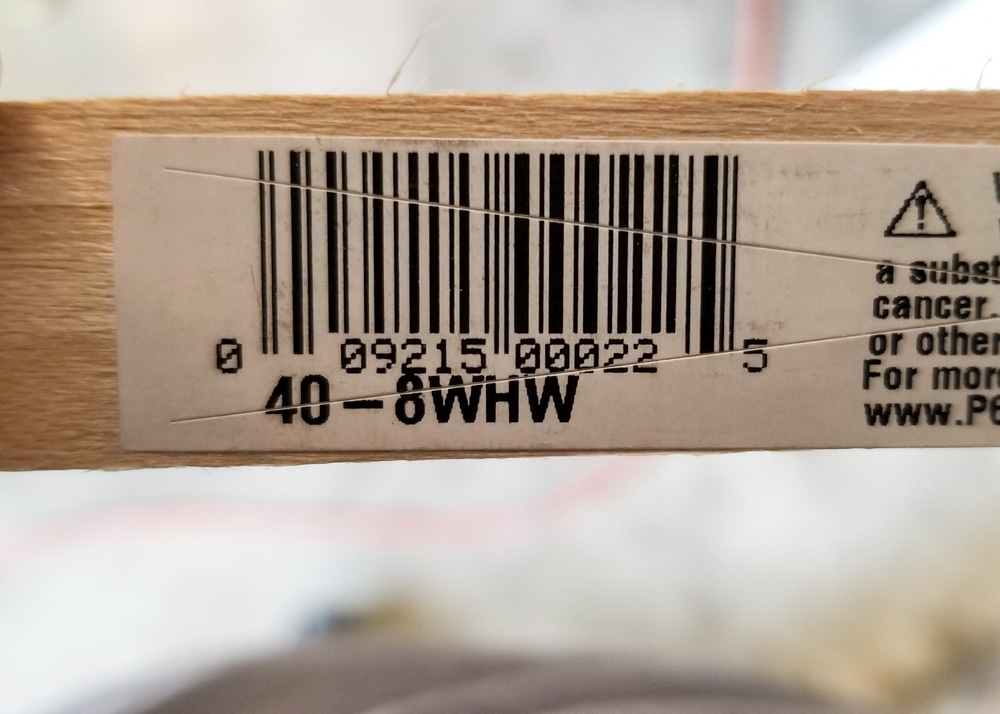 0 09215 00022 5
40-8WHW
a subst
cancer.
or other
For more
www.P6